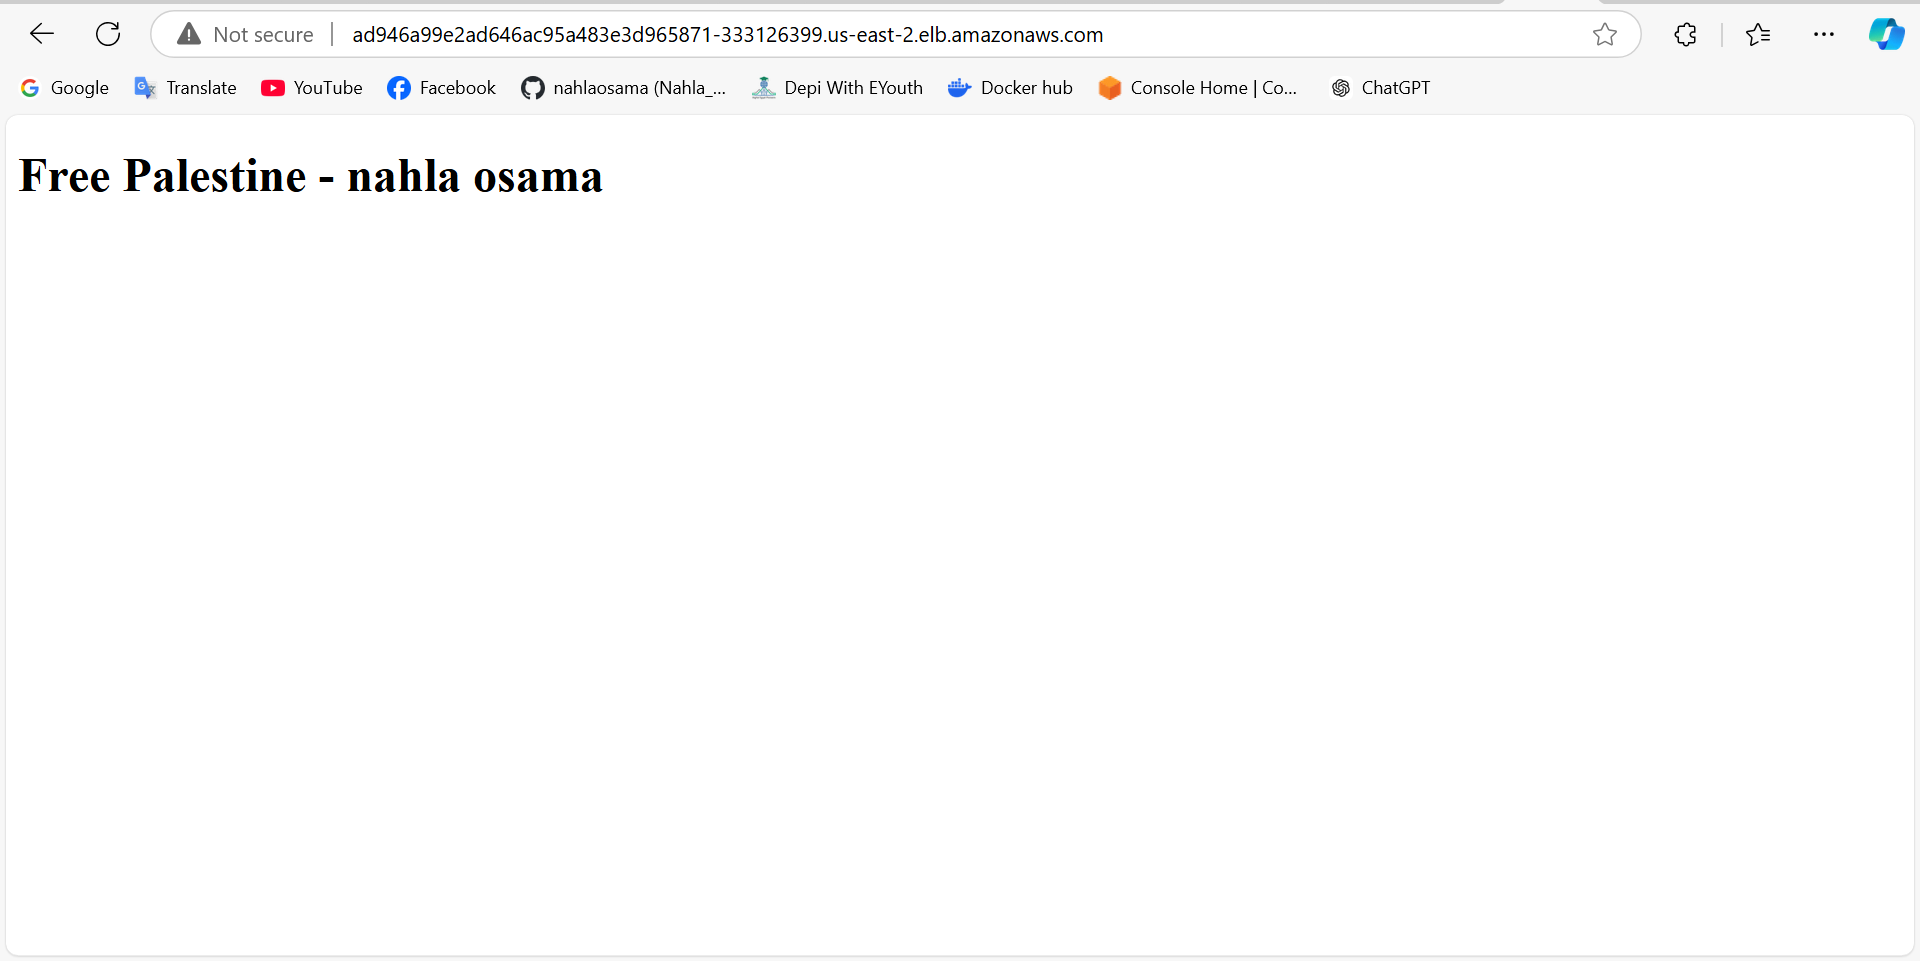 Not secure
ad946a99e2ad646ac95a483e3d965871-333126399.us-east-2.elb.amazonaws.com
Google
Translate
YouTube
Facebook
nahlaosama (Nahla_...
Depi With EYouth
Docker hub
Console Home | Co...
ChatGPT
Free Palestine - nahla osama